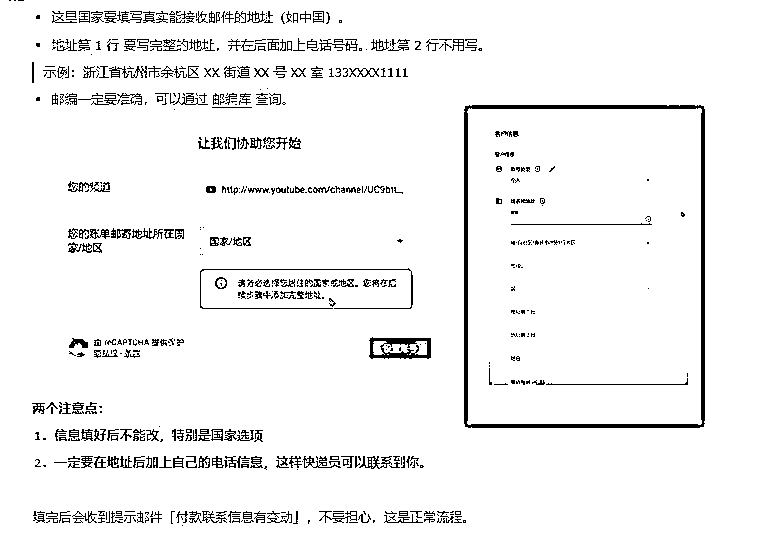 这里国家要填写真实能接收邮件的地址（如中国）。
地址第 1 行 要写完整的地址，并在后面加上电话号码。地址第 2 行不用写。
示例：浙江省杭州市余杭区 XX 街道 XX 号 XX 室 133XXXX1111
邮编一定要准确，可以通过 邮编库 查询。
让我们协助您开始
您的频道
http://www.youtube.com/channel/UC9btt...
您的账单邮寄地址所在国
家/地区
国家/地区
请务必选择您居住的国家或地区。您将在后
续步骤中添加完整地址。
由 reCAPTCHA 提供保护
客户信息
客户信息
个人
两个注意点：
1、信息填好后不能改，特别是国家选项
2、一定要在地址后加上自己的电话信息，这样快递员可以联系到你。
填完后会收到提示邮件「付款联系信息有变动」，不要担心，这是正常流程。